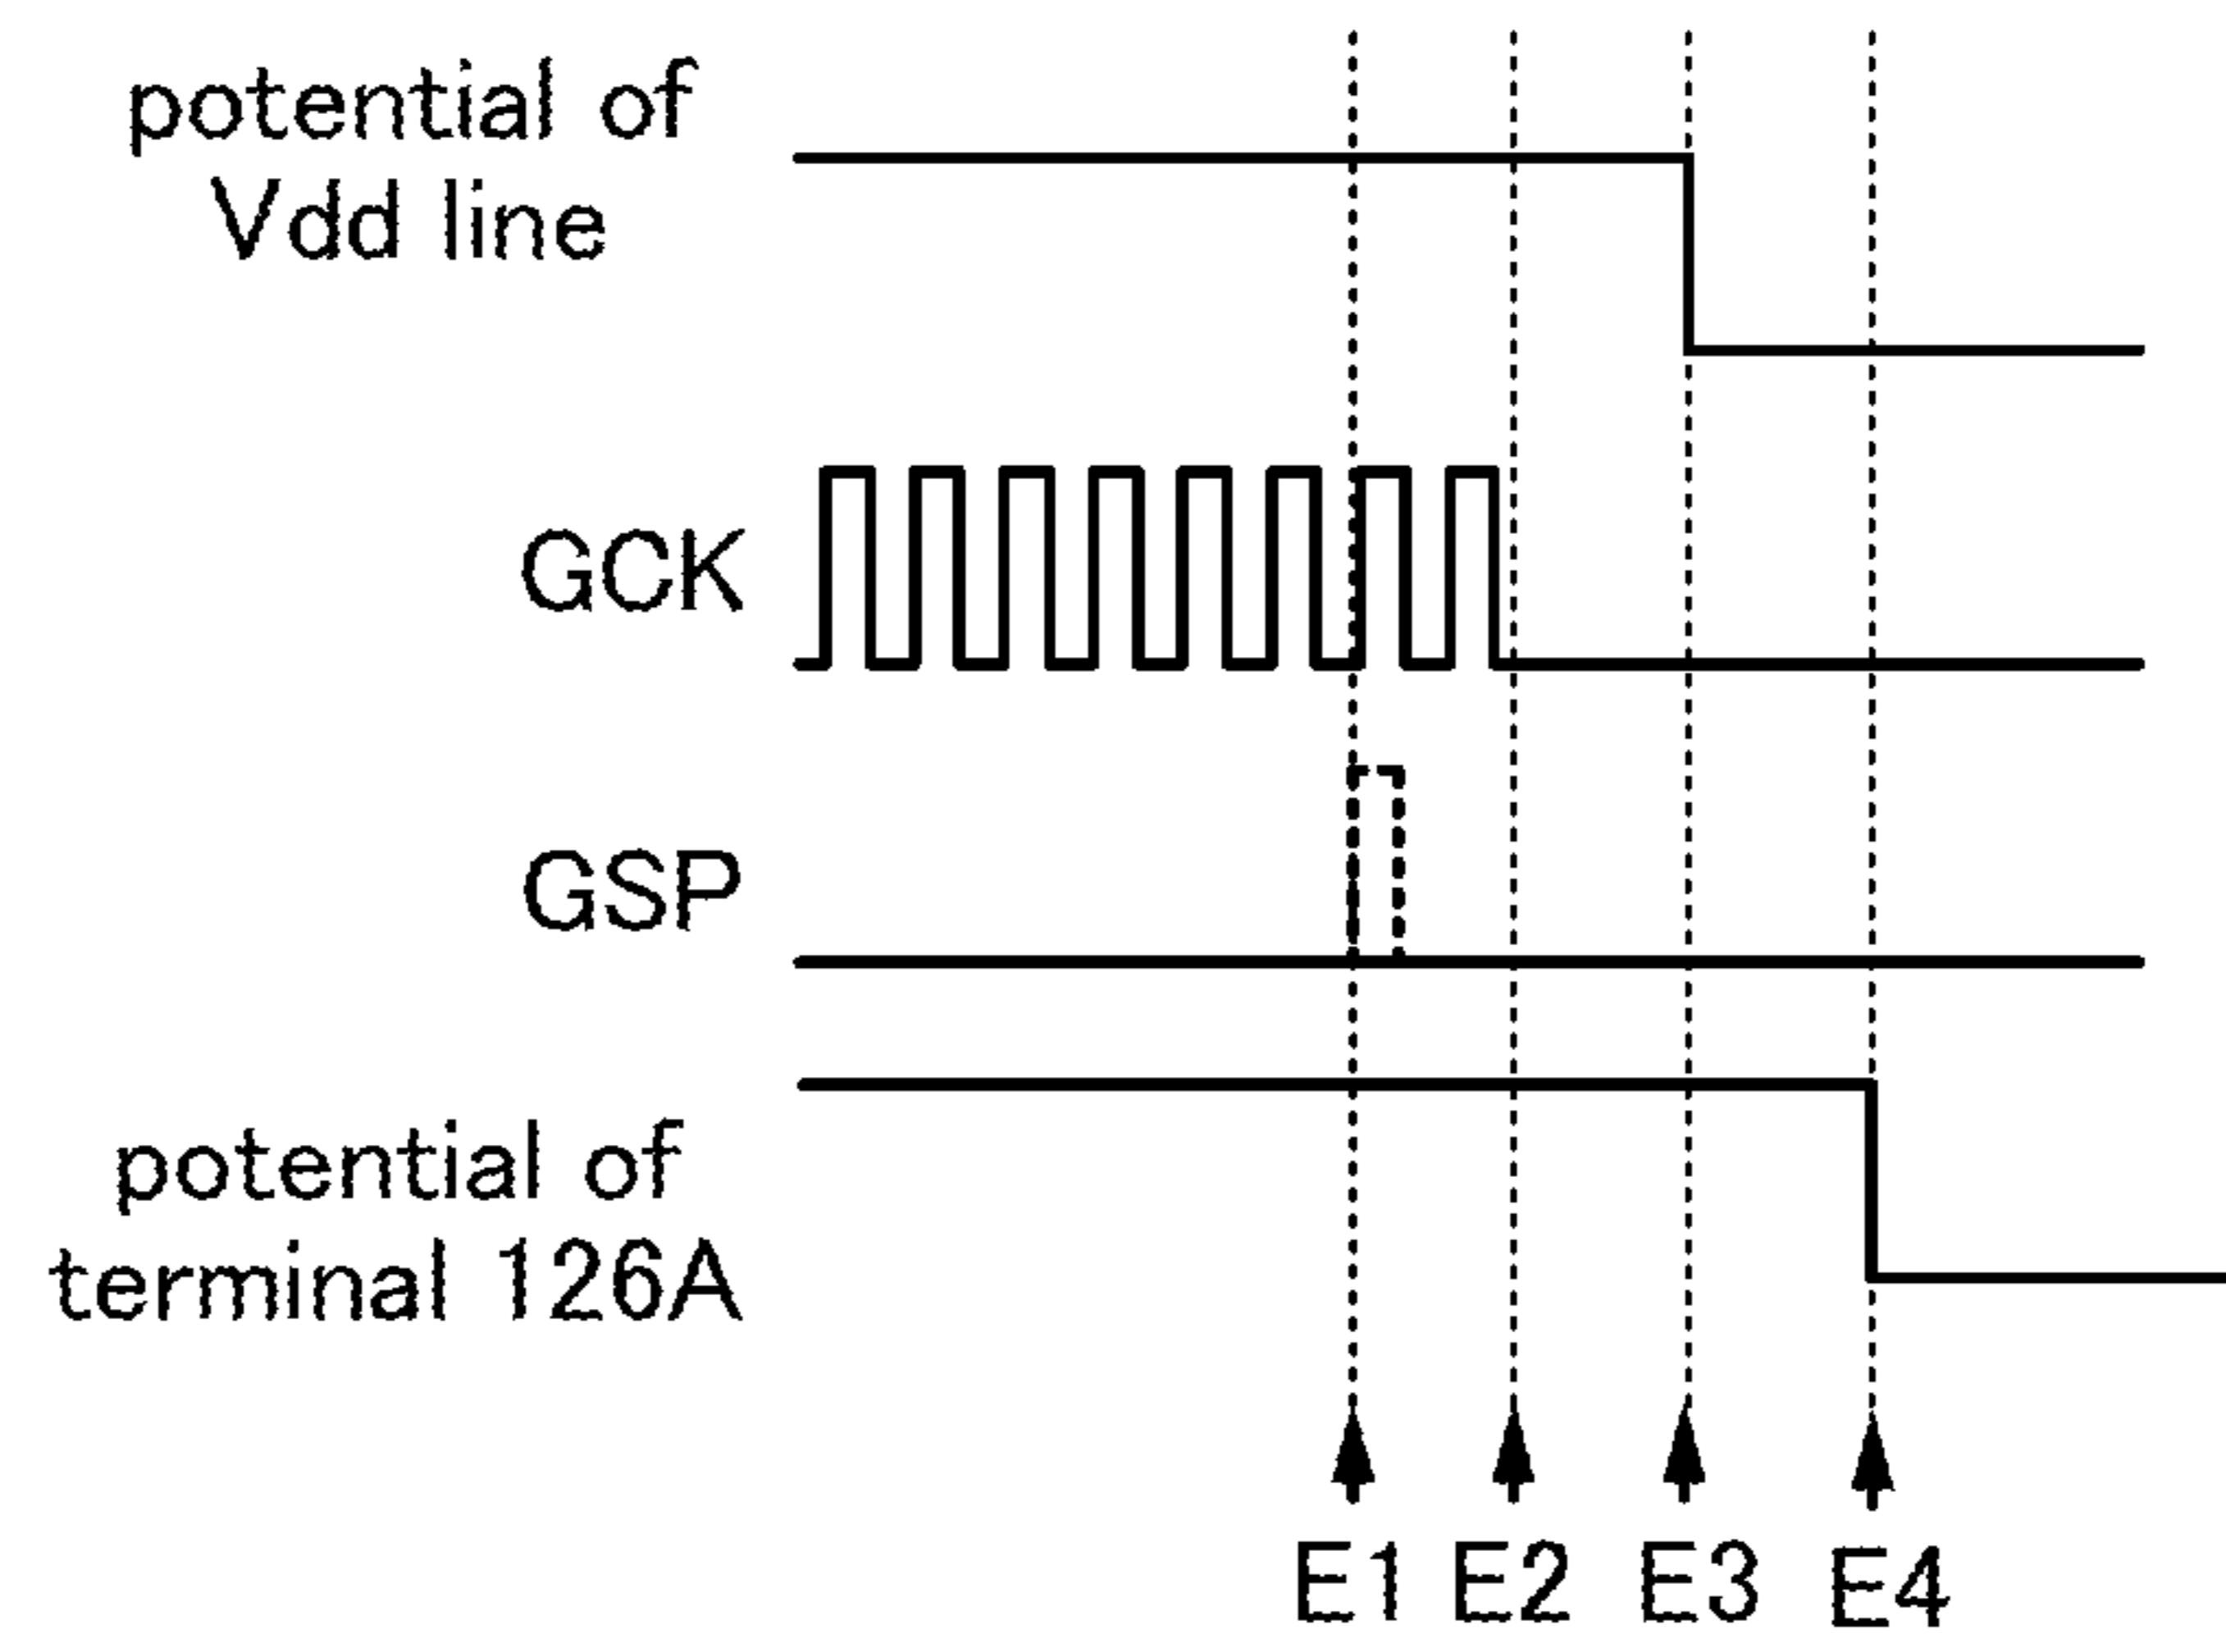 potential of
Vdd line
GCK
GSP
potential of
terminal 126A
E1 E2 E3 E4